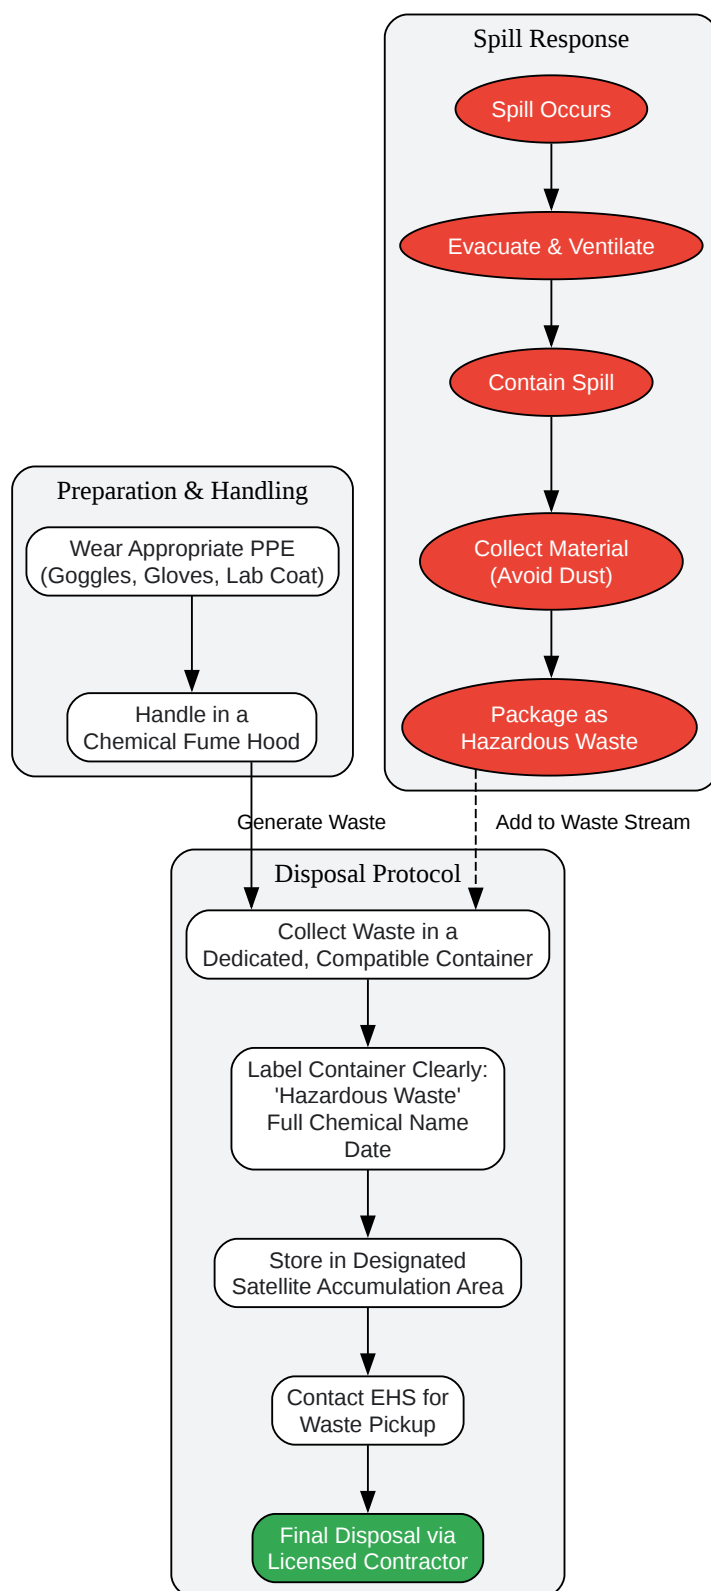 Spill Response
Spill Occurs
Evacuate & Ventilate
Contain Spill
Collect Material
(Avoid Dust)
Package as
Hazardous Waste
Preparation & Handling
Wear Appropriate PPE
(Goggles, Gloves, Lab Coat)
Handle in a
Chemical Fume Hood
Generate Waste
Add to Waste Stream
Disposal Protocol
Collect Waste in a
Dedicated, Compatible Container
Label Container Clearly:
'Hazardous Waste'
Full Chemical Name
Date
Store in Designated
Satellite Accumulation Area
Contact EHS for
Waste Pickup
Final Disposal via
Licensed Contractor